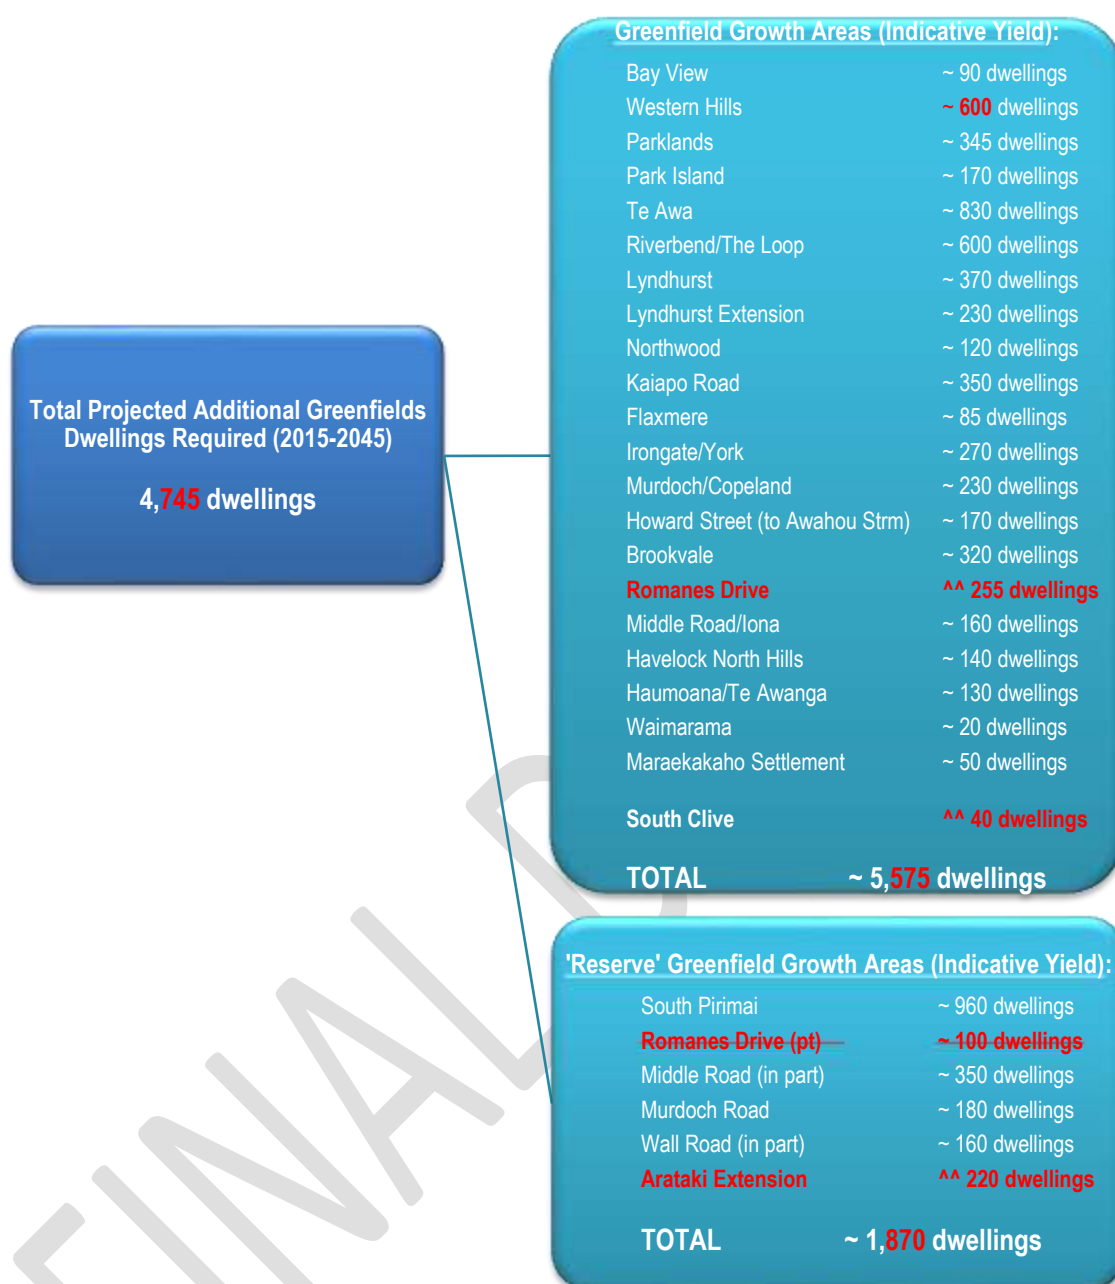 Greenfield Growth Areas (Indicative Yield):
Bay View ~ 90 dwellings
Western Hills ~ 600 dwellings
Parklands ~ 345 dwellings
Park Island ~ 170 dwellings
Te Awa ~ 830 dwellings
Riverbend/The Loop ~ 600 dwellings
Lyndhurst ~ 370 dwellings
Lyndhurst Extension ~ 230 dwellings
Northwood ~ 120 dwellings
Kaiapo Road ~ 350 dwellings
Flaxmere ~ 85 dwellings
Irongate/York ~ 270 dwellings
Murdoch/Copeland ~ 230 dwellings
Howard Street (to Awahou Strm) ~ 170 dwellings
Brookvale ~ 320 dwellings
Romanes Drive ^^ 255 dwellings
Middle Road/Iona ~ 160 dwellings
Havelock North Hills ~ 140 dwellings
Haumoana/Te Awanga ~ 130 dwellings
Waimarama ~ 20 dwellings
Maraekakaho Settlement ~ 50 dwellings
South Clive ^^ 40 dwellings
TOTAL ~ 5,575 dwellings
Total Projected Additional Greenfields
Dwellings Required (2015-2045)
4,745 dwellings
'Reserve' Greenfield Growth Areas (Indicative Yield):
South Pirimai ~ 960 dwellings
Romanes Drive (pt) ~ 100 dwellings
Middle Road (in part) ~ 350 dwellings
Murdoch Road ~ 180 dwellings
Wall Road (in part) ~ 160 dwellings
Arataki Extension ^^ 220 dwellings
TOTAL ~ 1,870 dwellings
FINAL